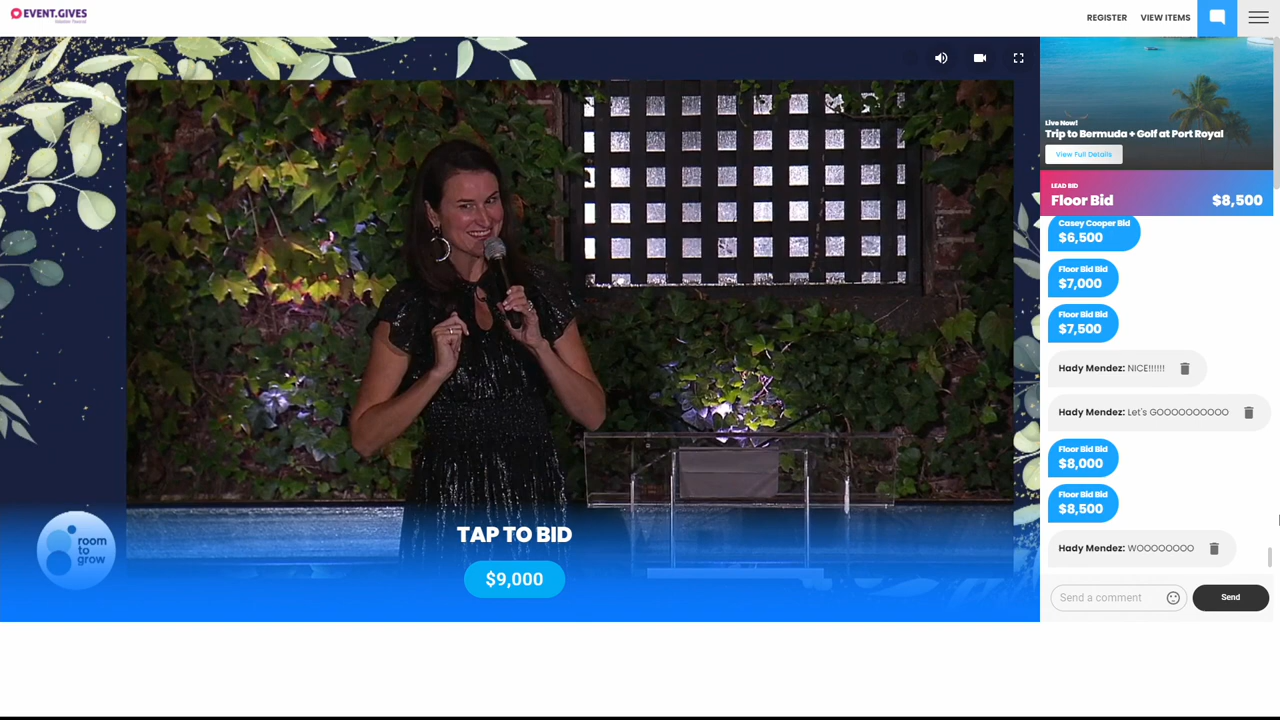 EVENT.GIVES
REGISTER
VIEW ITEMS
Live Now!
Trip to Bermuda + Golf at Port Royal
View Full Details
LEAD BID
Floor Bid
$8,500
Casey Cooper Bid
$6,500
Floor Bid Bid
$7,000
Floor Bid Bid
$7,500
Hady Mendez: NICE!!!!!!
Hady Mendez: Let's GOOOOOOOOOO
Floor Bid Bid
$8,000
Floor Bid Bid
$8,500
Hady Mendez: WOOOOOOOO
Send a comment
Send
room
to
grow
TAP TO BID
$9,000